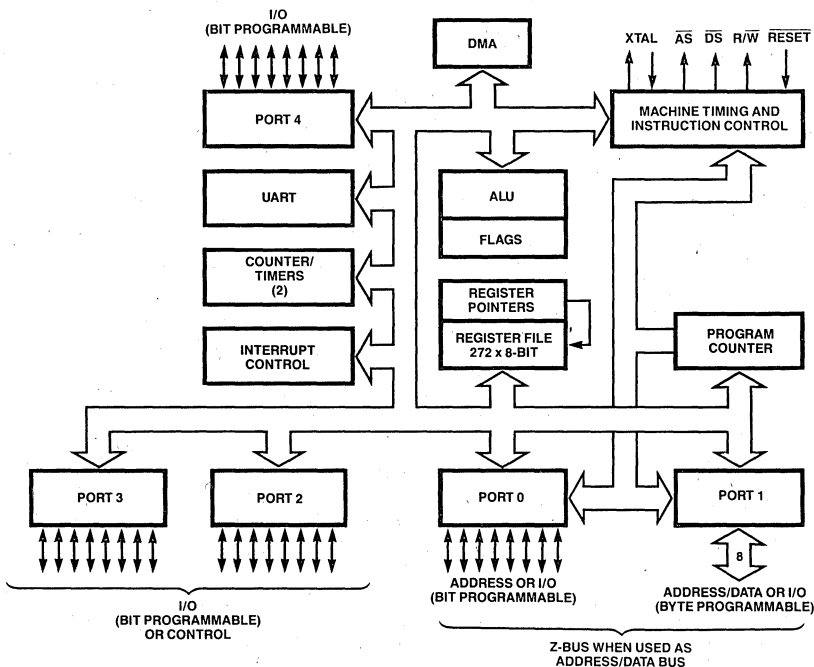 I/O
(BIT PROGRAMMABLE)
DMA
XTAL A̅S̅ D̅S̅ R/W̅ R̅E̅S̅E̅T̅
PORT 4
MACHINE TIMING AND
INSTRUCTION CONTROL
UART
ALU
FLAGS
COUNTER/
TIMERS
(2)
REGISTER
POINTERS
REGISTER FILE
272 x 8-BIT
PROGRAM
COUNTER
INTERRUPT
CONTROL
PORT 3
PORT 2
PORT 0
PORT 1
8
I/O
(BIT PROGRAMMABLE)
OR CONTROL
ADDRESS OR I/O
(BIT PROGRAMMABLE)
ADDRESS/DATA OR I/O
(BYTE PROGRAMMABLE)
Z-BUS WHEN USED AS
ADDRESS/DATA BUS